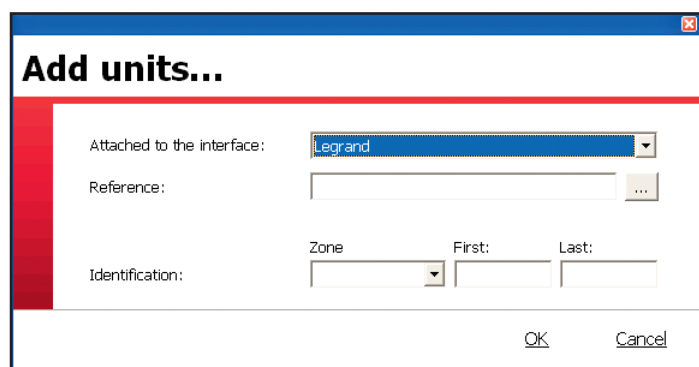 Add units...
Attached to the interface: Legrand
Reference: ...
Zone First: Last:
Identification:
OK Cancel